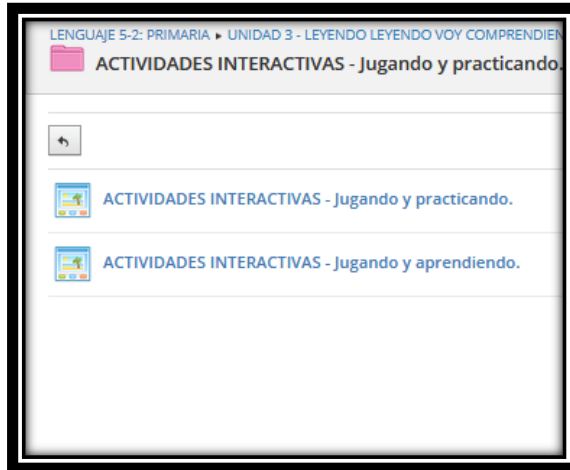 LENGUAJE 5-2: PRIMARIA ▸ UNIDAD 3 - LEYENDO LEYENDO VOY
ACTIVIDADES INTERACTIVAS - Jugando y practicando.
ACTIVIDADES INTERACTIVAS - Jugando y practicando.
ACTIVIDADES INTERACTIVAS - Jugando y aprendiendo.